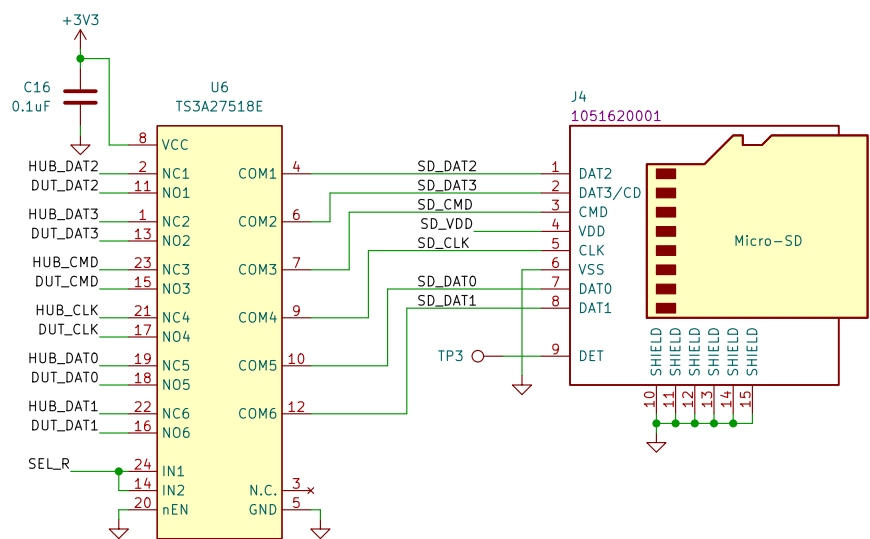 +3V3
C16
0.1uF
U6
TS3A27518E
J4
1051620001
8 VCC
HUB_DAT2 2 NC1 COM1 4 SD_DAT2 1 DAT2
DUT_DAT2 11 NO1 SD_DAT3 2 DAT3/CD
HUB_DAT3 1 NC2 COM2 6 SD_CMD 3 CMD
DUT_DAT3 13 NO2 SD_VDD 4 VDD
HUB_CMD 23 NC3 COM3 7 SD_CLK 5 CLK
DUT_CMD 15 NO3 6 VSS
HUB_CLK 21 NC4 COM4 9 SD_DAT0 7 DAT0
DUT_CLK 17 NO4 SD_DAT1 8 DAT1
HUB_DAT0 19 NC5 COM5 10 TP3 9 DET
DUT_DAT0 18 NO5
HUB_DAT1 22 NC6 COM6 12
DUT_DAT1 16 NO6
SEL_R 24 IN1
14 IN2 N.C. 3
20 nEN GND 5
Micro-SD
SHIELD SHIELD SHIELD SHIELD SHIELD SHIELD
10 11 12 13 14 15